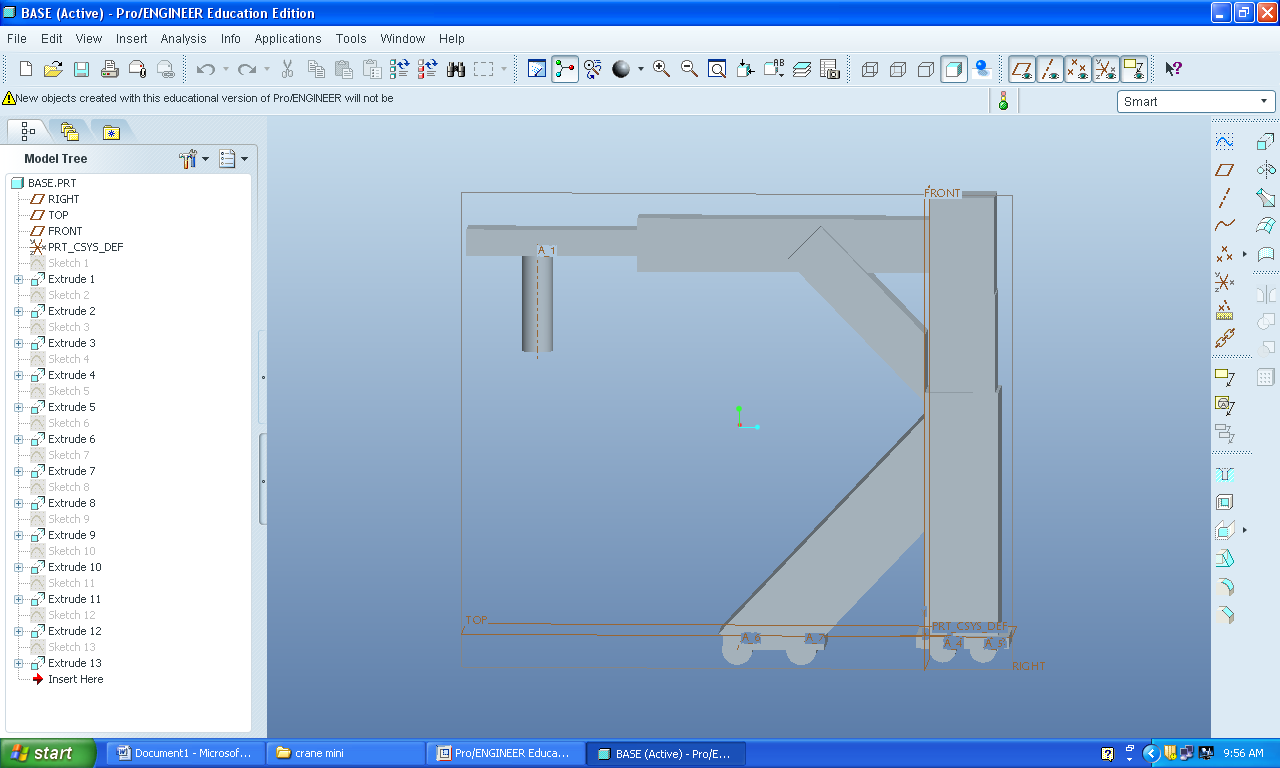 BASE (Active) - Pro/ENGINEER Education Edition
File Edit View Insert Analysis Info Applications Tools Window Help
New objects created with this educational version of Pro/ENGINEER will not be
Smart
Model Tree
BASE.PRT
RIGHT
TOP
FRONT
PRT_CSYS_DEF
Sketch 1
Extrude 1
Sketch 2
Extrude 2
Sketch 3
Extrude 3
Sketch 4
Extrude 4
Sketch 5
Extrude 5
Sketch 6
Extrude 6
Sketch 7
Extrude 7
Sketch 8
Extrude 8
Sketch 9
Extrude 9
Sketch 10
Extrude 10
Sketch 11
Extrude 11
Sketch 12
Extrude 12
Sketch 13
Extrude 13
Insert Here
FRONT
A_1
TOP
PRT_CSYS_DEF
A_7
A_4
A_5
RIGHT
start
Document1 - Microsof...
crane mini
Pro/ENGINEER Educa...
BASE (Active) - Pro/E...
9:56 AM